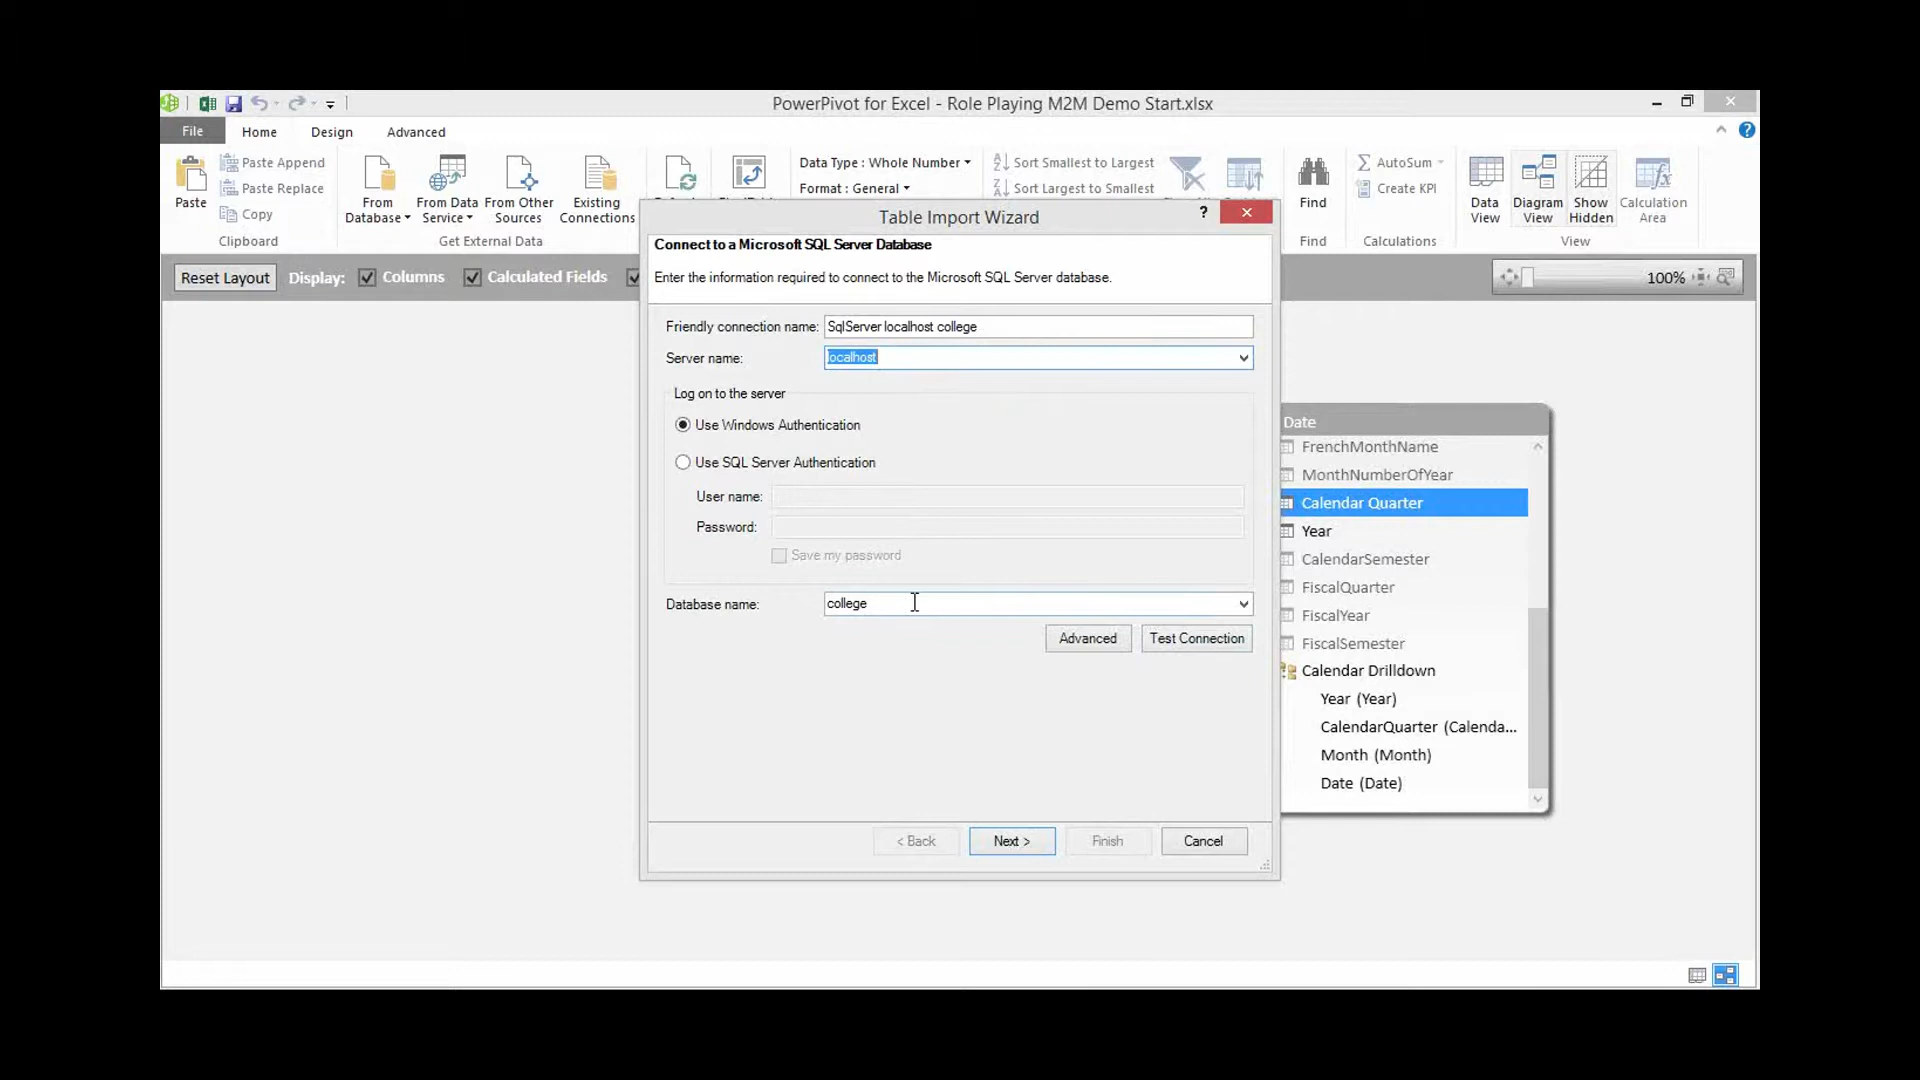 PowerPivot for Excel - Role Playing M2M Demo Start.xlsx
File Home Design Advanced
Paste
Paste Append
Paste Replace
Copy
Clipboard
From Database
From Data Service
From Other Sources
Existing Connections
Get External Data
Data Type : Whole Number
Format : General
Sort Smallest to Largest
Sort Largest to Smallest
Find
Find
AutoSum
Create KPI
Calculations
Data View
Diagram View
Show Hidden
Calculation Area
View
Reset Layout Display: Columns Calculated Fields
100%
Table Import Wizard
?
Connect to a Microsoft SQL Server Database
Enter the information required to connect to the Microsoft SQL Server database.
Friendly connection name: SqlServer localhost college
Server name: localhost
Log on to the server
Use Windows Authentication
Use SQL Server Authentication
User name:
Password:
Save my password
Database name: college
Advanced Test Connection
< Back Next > Finish Cancel
Date
FrenchMonthName
MonthNumberOfYear
Calendar Quarter
Year
CalendarSemester
FiscalQuarter
FiscalYear
FiscalSemester
Calendar Drilldown
Year (Year)
CalendarQuarter (Calenda...
Month (Month)
Date (Date)